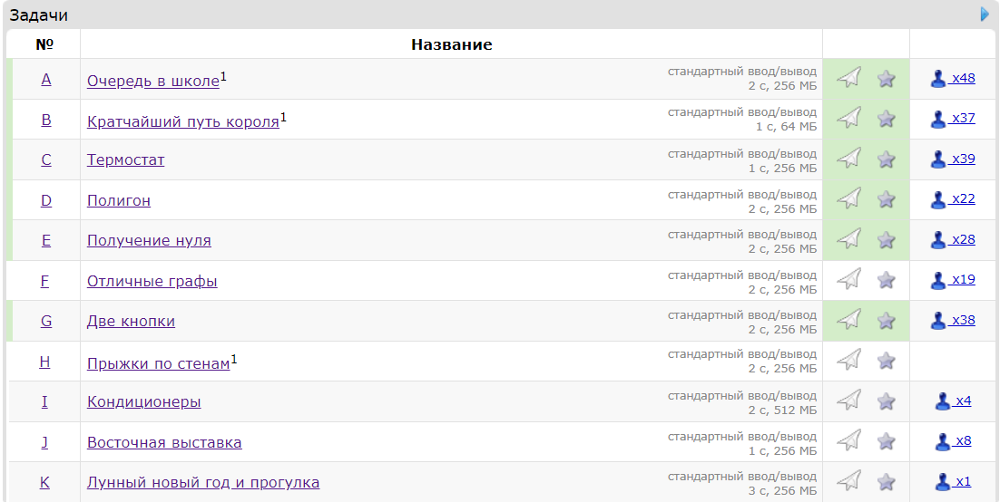 Задачи
№ Название
A Очередь в школе1 стандартный ввод/вывод
2 с, 256 МБ x48
B Кратчайший путь короля1 стандартный ввод/вывод
1 с, 64 МБ x37
C Термостат стандартный ввод/вывод
1 с, 256 МБ x39
D Полигон стандартный ввод/вывод
2 с, 256 МБ x22
E Получение нуля стандартный ввод/вывод
2 с, 256 МБ x28
F Отличные графы стандартный ввод/вывод
2 с, 256 МБ x19
G Две кнопки стандартный ввод/вывод
2 с, 256 МБ x38
H Прыжки по стенам1 стандартный ввод/вывод
2 с, 256 МБ
I Кондиционеры стандартный ввод/вывод
2 с, 512 МБ x4
J Восточная выставка стандартный ввод/вывод
1 с, 256 МБ x8
K Лунный новый год и прогулка стандартный ввод/вывод
3 с, 256 МБ x1